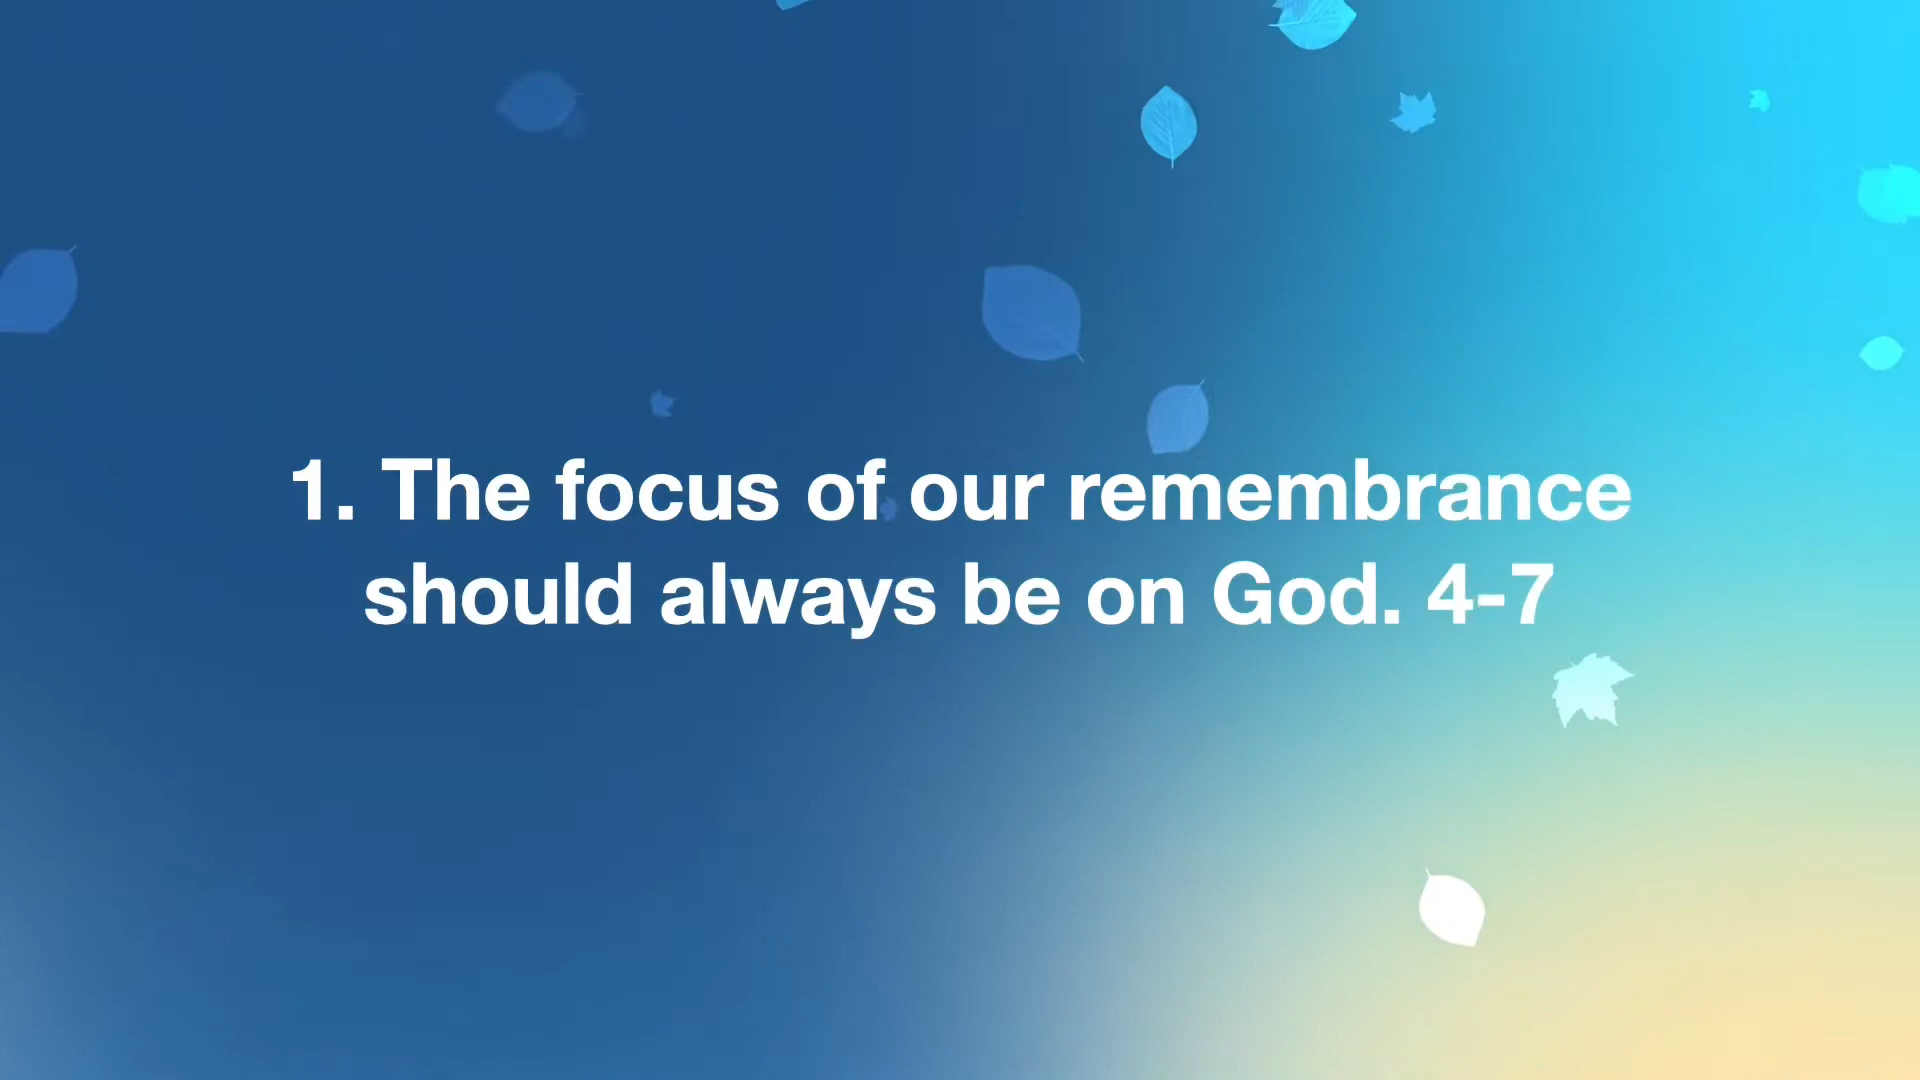 1. The focus of our remembrance
should always be on God. 4-7